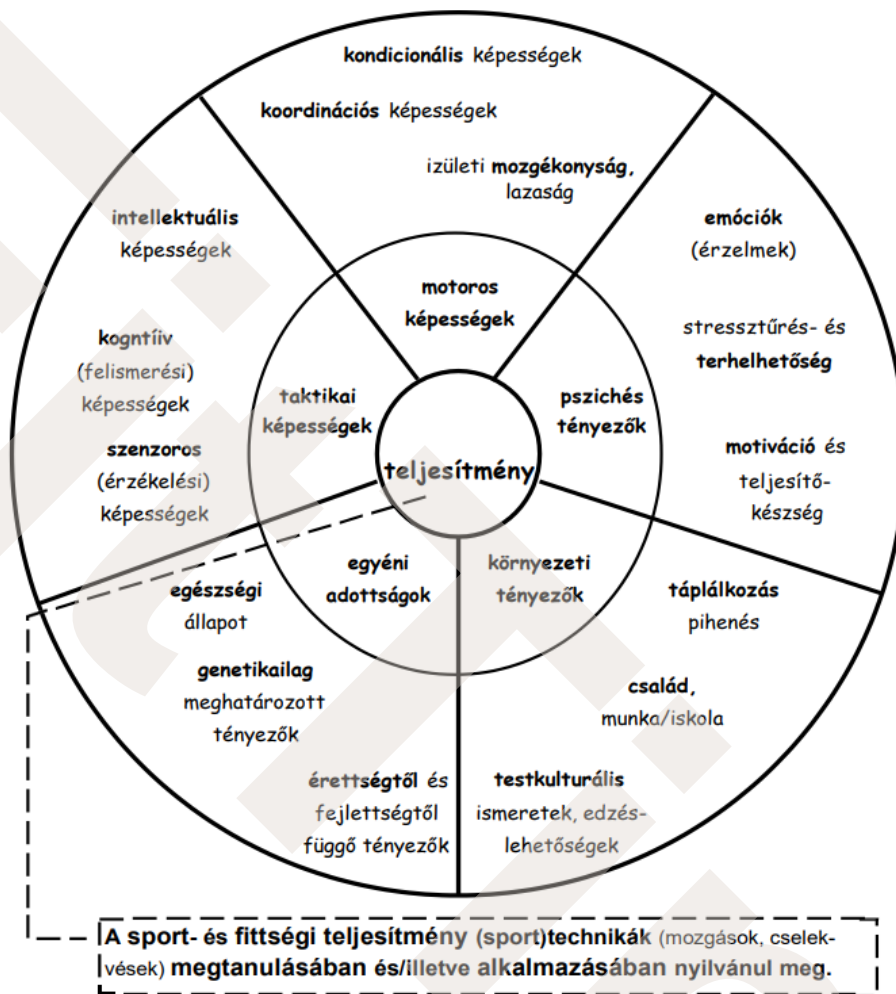 kondicionális képességek
koordinációs képességek
izületi mozgékonyság,
lazaság
intellektuális
képességek
emóciók
(érzelmek)
motoros
képességek
stressztűrés- és
terhelhetőség
kogntíiv
(felismerési)
képességek
taktikai
képességek
pszichés
tényezők
szenzoros
(érzékelési)
képességek
teljesítmény
motiváció és
teljesítő-
készség
egyéni
adottságok
környezeti
tényezők
egészségi
állapot
táplálkozás
pihenés
genetikailag
meghatározott
tényezők
család,
munka/iskola
érettségtől és
fejlettségtől
függő tényezők
testkulturális
ismeretek, edzés-
lehetőségek
A sport- és fittségi teljesítmény (sport)technikák (mozgások, cselek-
vések) megtanulásában és/illetve alkalmazásában nyilvánul meg.